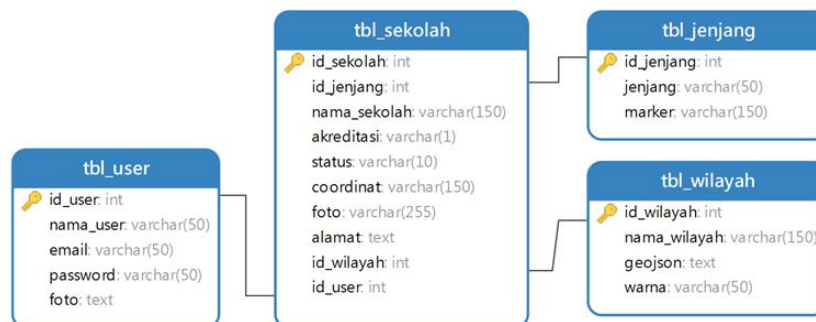 tbl_sekolah
id_sekolah: int
id_jenjang: int
nama_sekolah: varchar(150)
akreditasi: varchar(1)
status: varchar(10)
coordinat: varchar(150)
foto: varchar(255)
alamat: text
id_wilayah: int
id_user: int
tbl_jenjang
id_jenjang: int
jenjang: varchar(50)
marker: varchar(150)
tbl_user
id_user: int
nama_user: varchar(50)
email: varchar(50)
password: varchar(50)
foto: text
tbl_wilayah
id_wilayah: int
nama_wilayah: varchar(150)
geojson: text
warna: varchar(50)